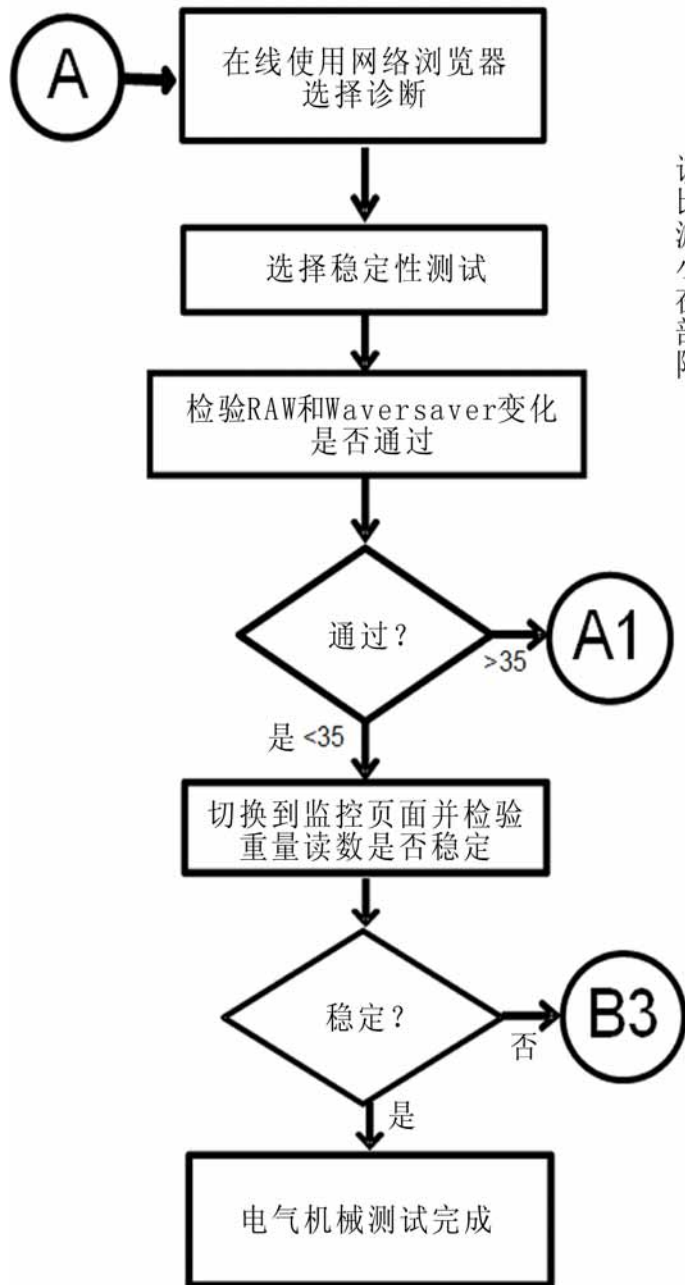 A
在线使用网络浏览器
选择诊断
选择稳定性测试
检验RAW和Waversaver变化
是否通过
通过?
>35
A1
是 <35
切换到监控页面并检验
重量读数是否稳定
稳定?
否
B3
是
电气机械测试完成